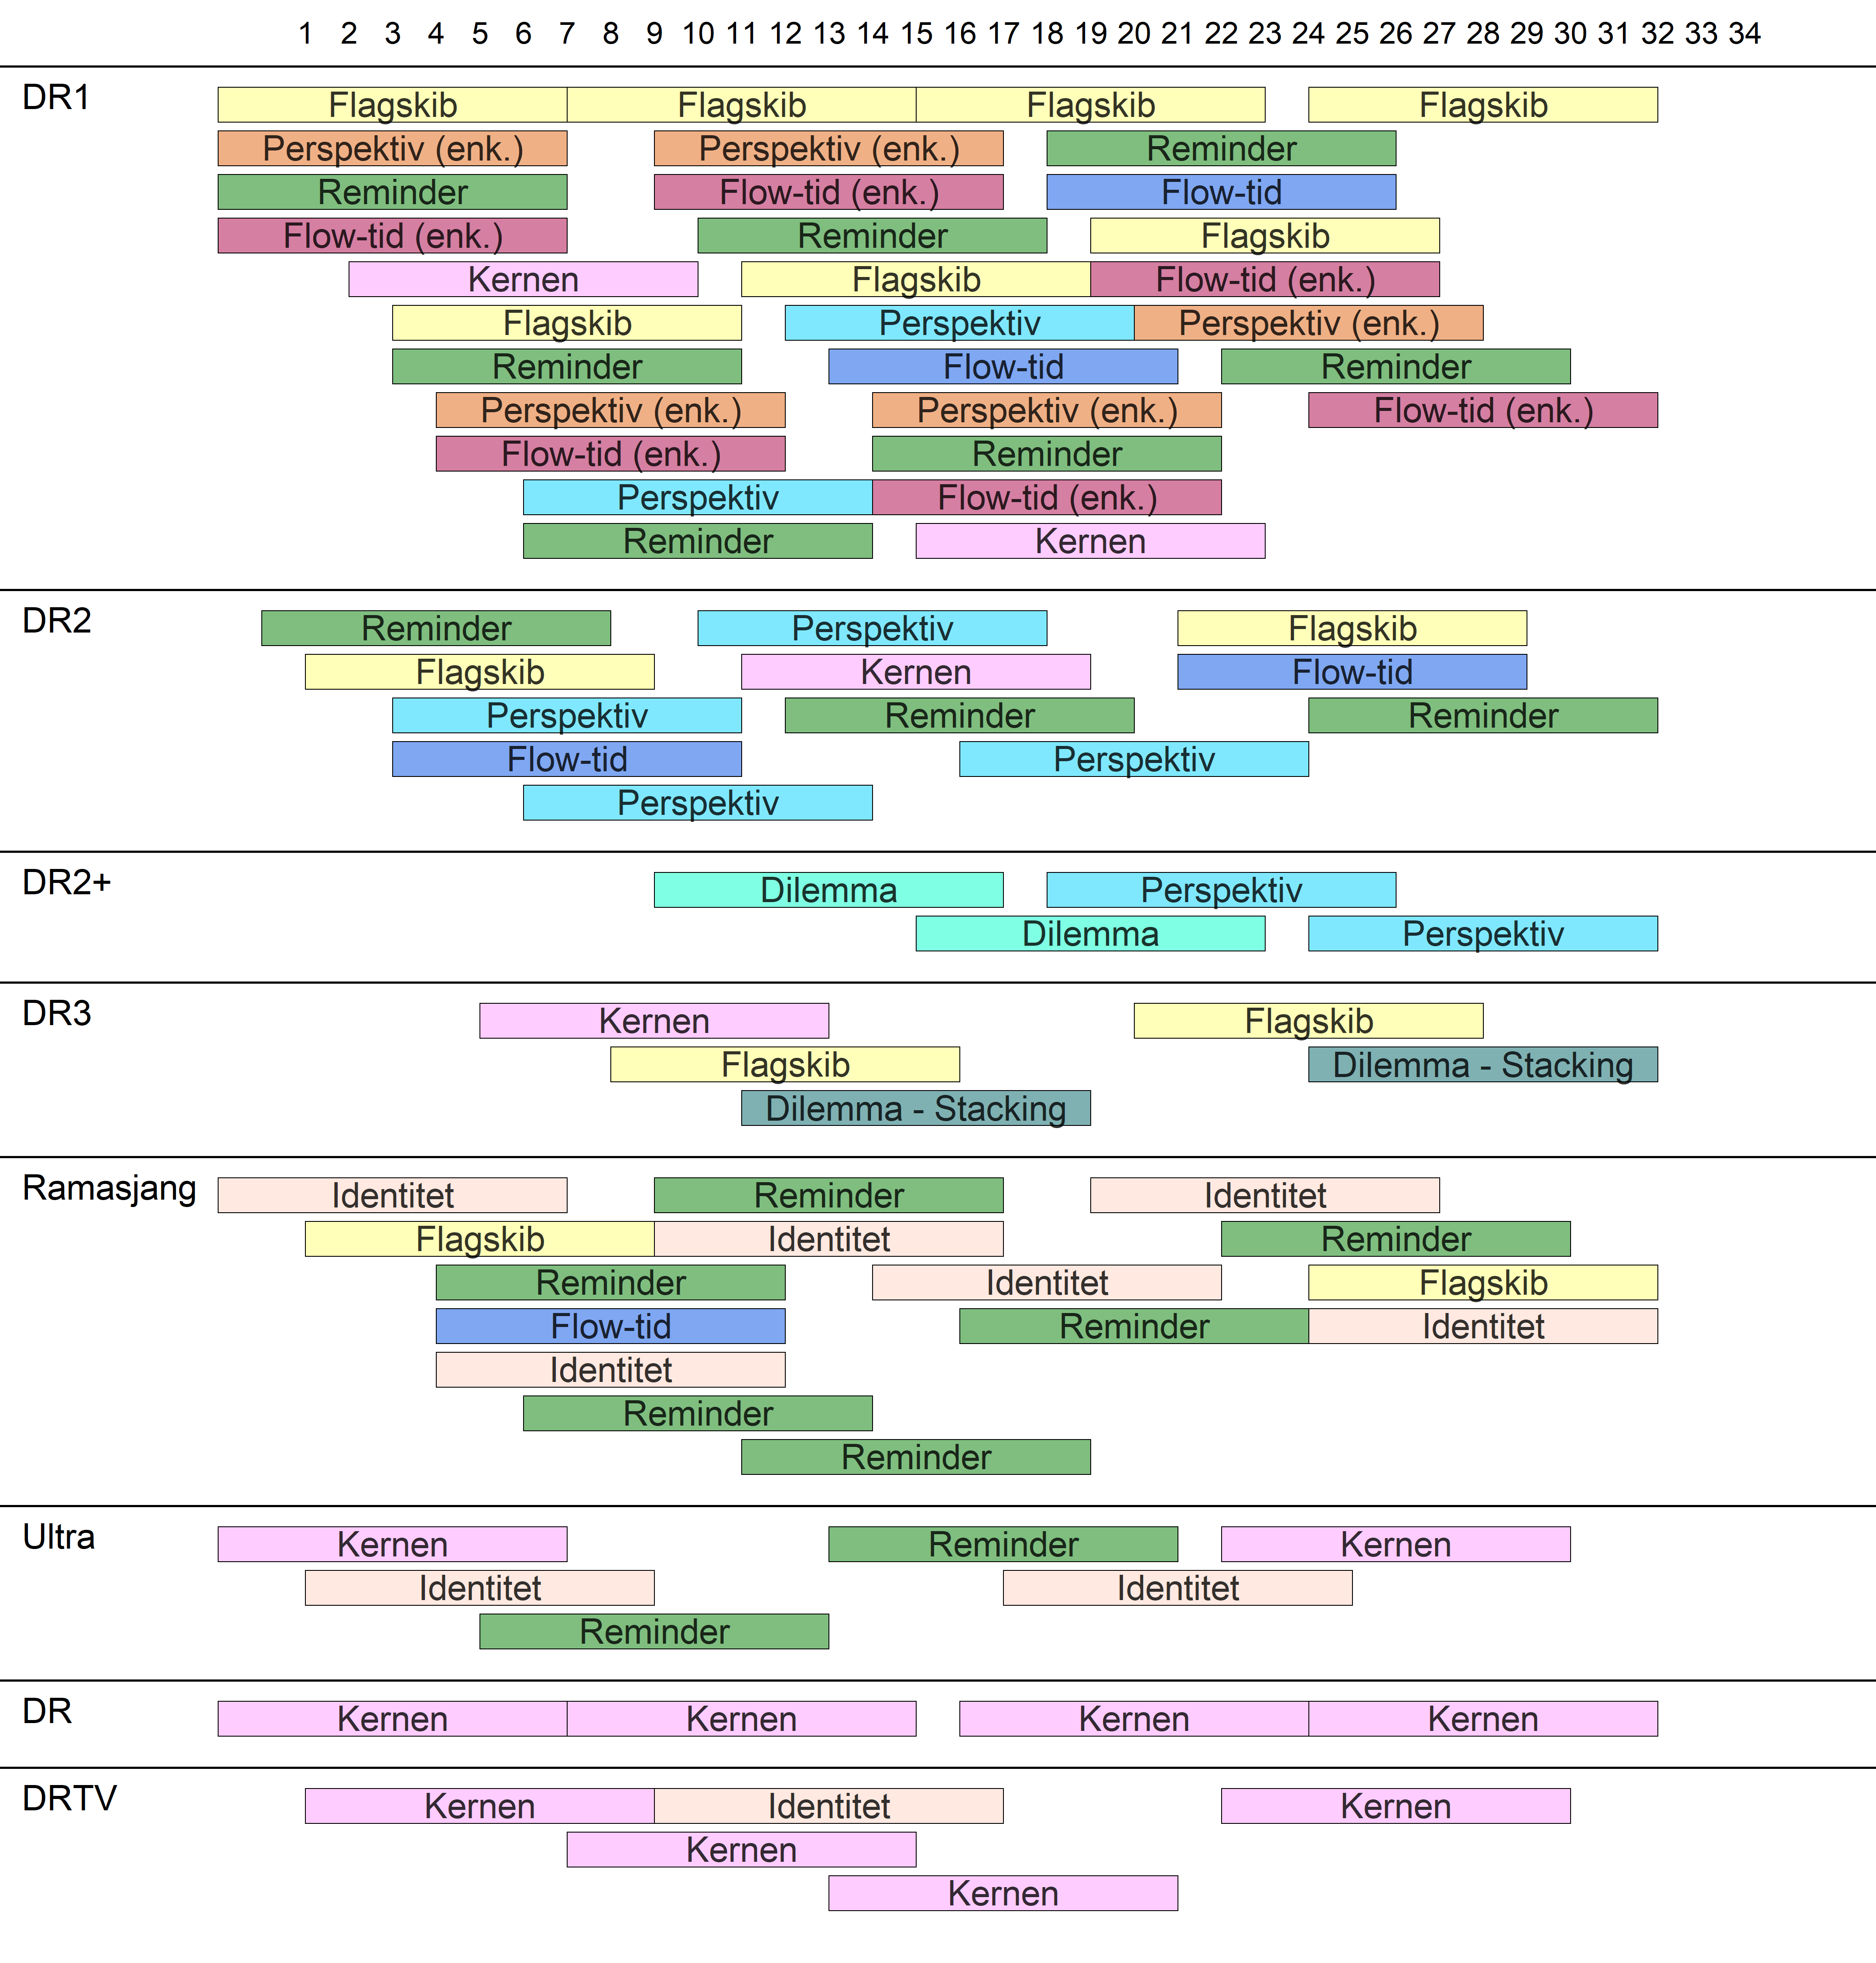 1 2 3 4 5 6 7 8 9 10 11 12 13 14 15 16 17 18 19 20 21 22 23 24 25 26 27 28 29 30 31 32 33 34
DR1 Flagskib Flagskib Flagskib Flagskib
Perspektiv (enk.) Perspektiv (enk.) Reminder
Reminder Flow-tid (enk.) Flow-tid
Flow-tid (enk.) Reminder Flagskib
Kernen Flagskib Flow-tid (enk.)
Flagskib Perspektiv Perspektiv (enk.)
Reminder Flow-tid Reminder
Perspektiv (enk.) Perspektiv (enk.) Flow-tid (enk.)
Flow-tid (enk.) Reminder
Perspektiv Flow-tid (enk.)
Reminder Kernen
DR2 Reminder Perspektiv Flagskib
Flagskib Kernen Flow-tid
Perspektiv Reminder Reminder
Flow-tid Perspektiv
Perspektiv
DR2+ Dilemma Perspektiv
Dilemma Perspektiv
DR3 Kernen Flagskib
Flagskib Dilemma - Stacking
Dilemma - Stacking
Ramasjang Identitet Reminder Identitet
Flagskib Identitet Reminder
Reminder Identitet Flagskib
Flow-tid Reminder Identitet
Identitet
Reminder
Reminder
Ultra Kernen Reminder Kernen
Identitet Identitet
Reminder
DR Kernen Kernen Kernen Kernen
DRTV Kernen Identitet Kernen
Kernen
Kernen